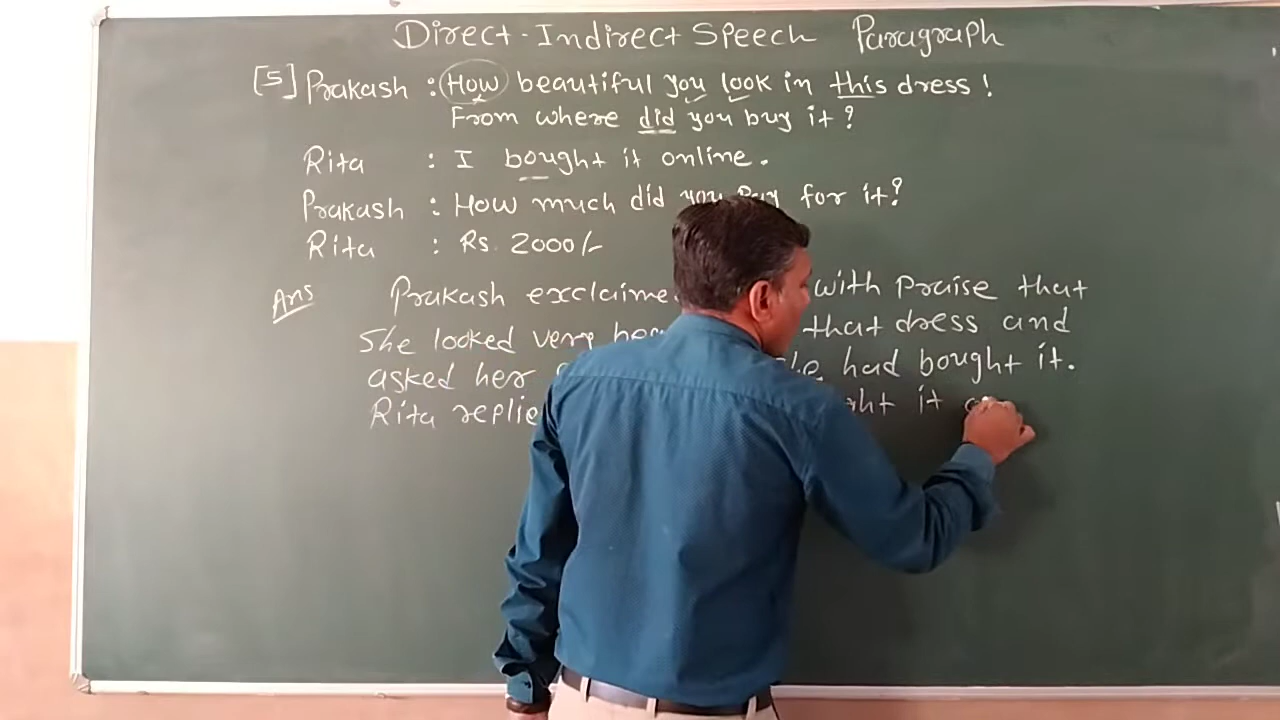 Direct-Indirect Speech Paragraph
[5] Prakash : How beautiful you look in this dress!
From where did you buy it?
Rita : I bought it online.
Prakash : How much did you pay for it?
Rita : Rs. 2000/-
Ans Prakash exclaime with praise that
She looked very that dress and
asked her had bought it.
Rita it